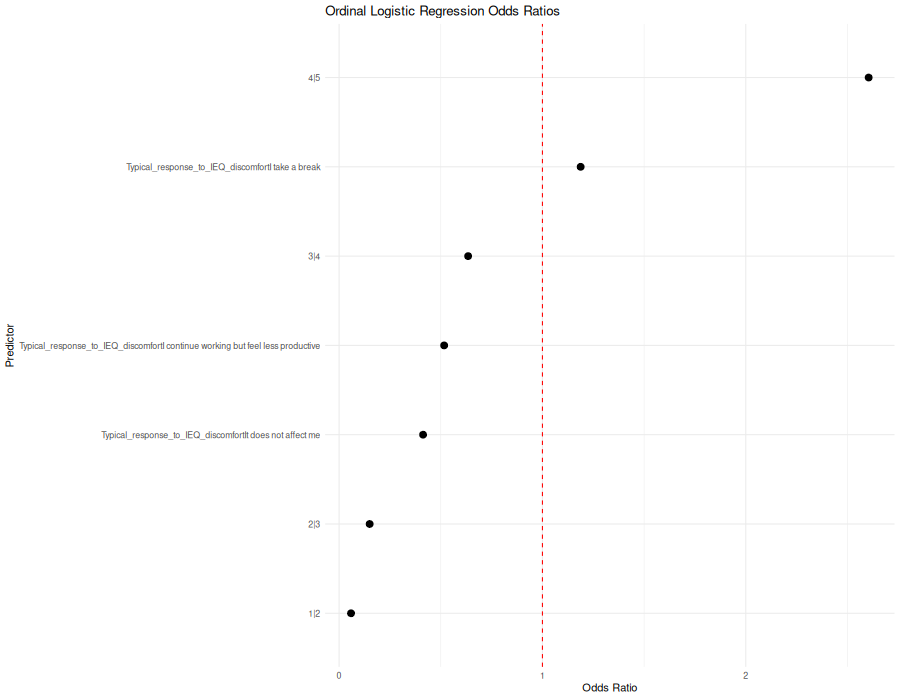 Ordinal Logistic Regression Odds Ratios
4|5
Typical_response_to_IEQ_discomfortI take a break
3|4
Typical_response_to_IEQ_discomfortI continue working but feel less productive
Typical_response_to_IEQ_discomfortIt does not affect me
2|3
1|2
Predictor
0 1 2
Odds Ratio